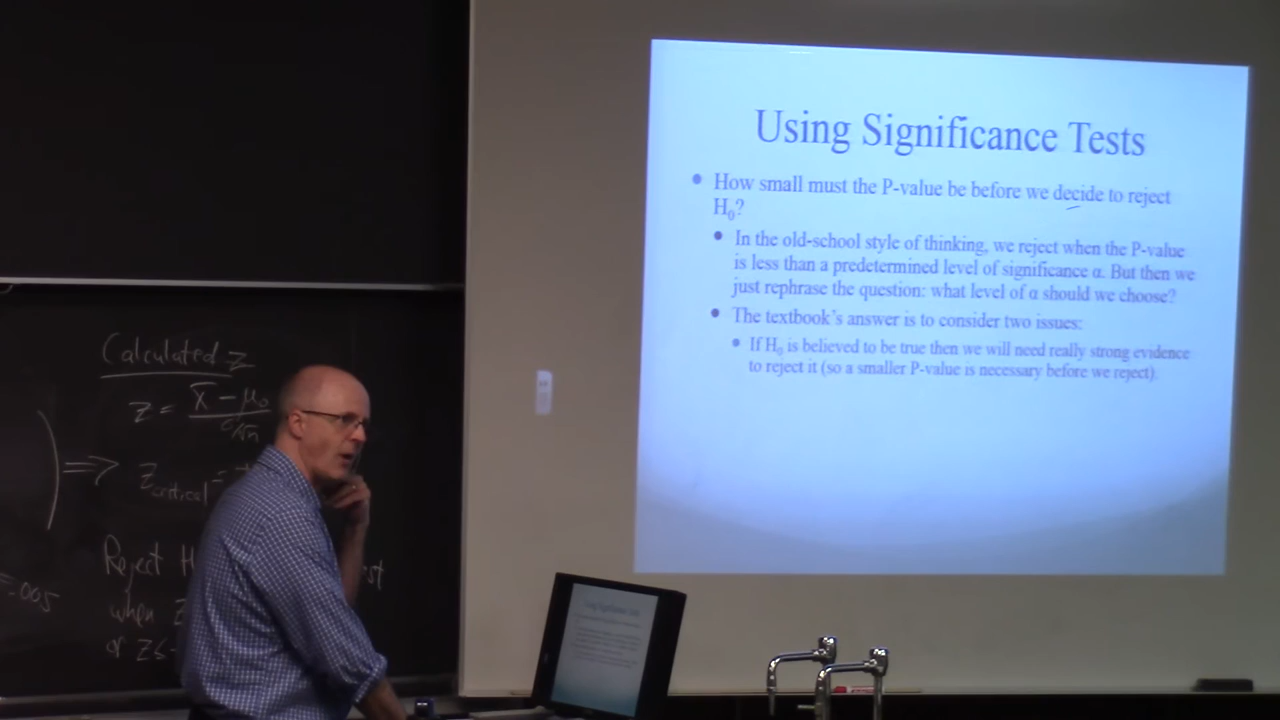 Using Significance Tests
How small must the P-value be before we decide to reject
H₀?
In the old-school style of thinking, we reject when the P-value
is less than a predetermined level of significance α. But then we
just rephrase the question: what level of α should we choose?
The textbook's answer is to consider two issues:
If H₀ is believed to be true then we will need really strong evidence
to reject it (so a smaller P-value is necessary before we reject).
Calculated z
z = x̄ - μ₀
σ/√n
⇒ z critical =
Reject H
=.005
when z
or z ≤ -